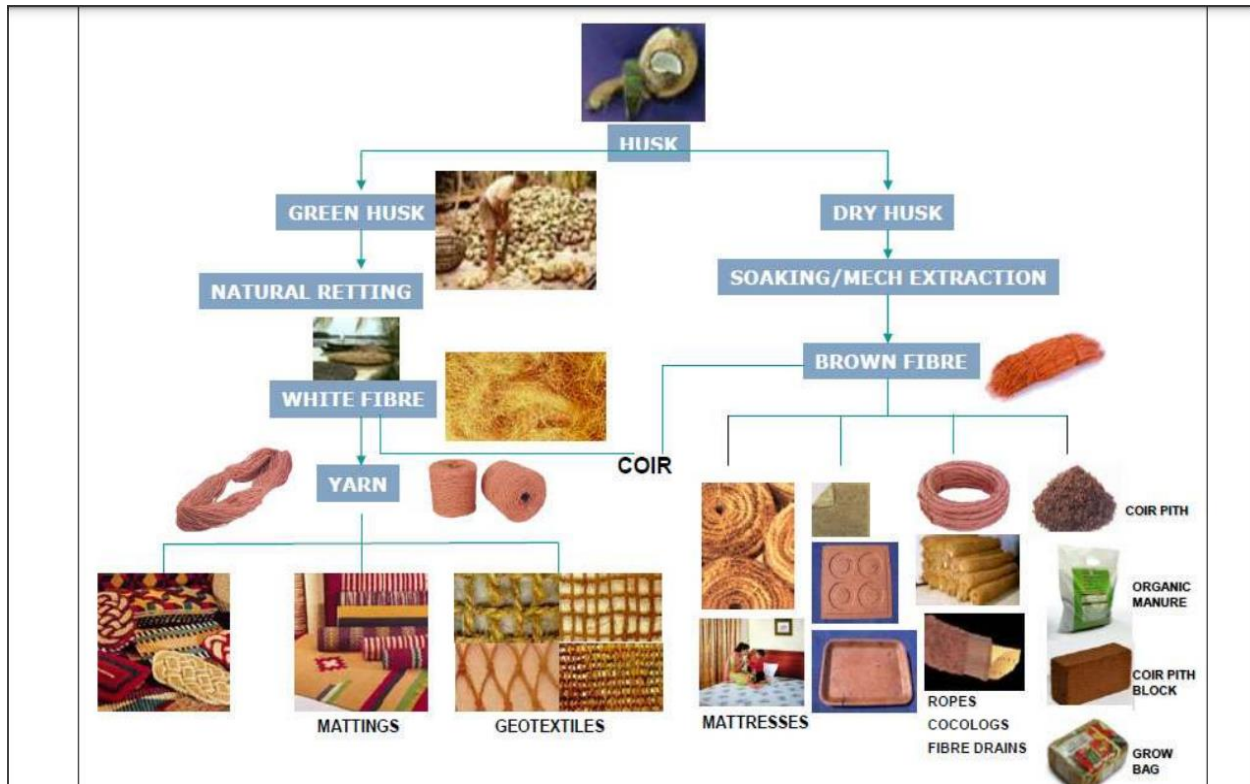 HUSK
GREEN HUSK
DRY HUSK
NATURAL RETTING
SOAKING/MECH EXTRACTION
BROWN FIBRE
WHITE FIBRE
COIR
YARN
COIR PITH
ORGANIC
MANURE
COIR PITH
BLOCK
MATTINGS
GEOTEXTILES
MATTRESSES
ROPES
COCOLOGS
FIBRE DRAINS
GROW
BAG